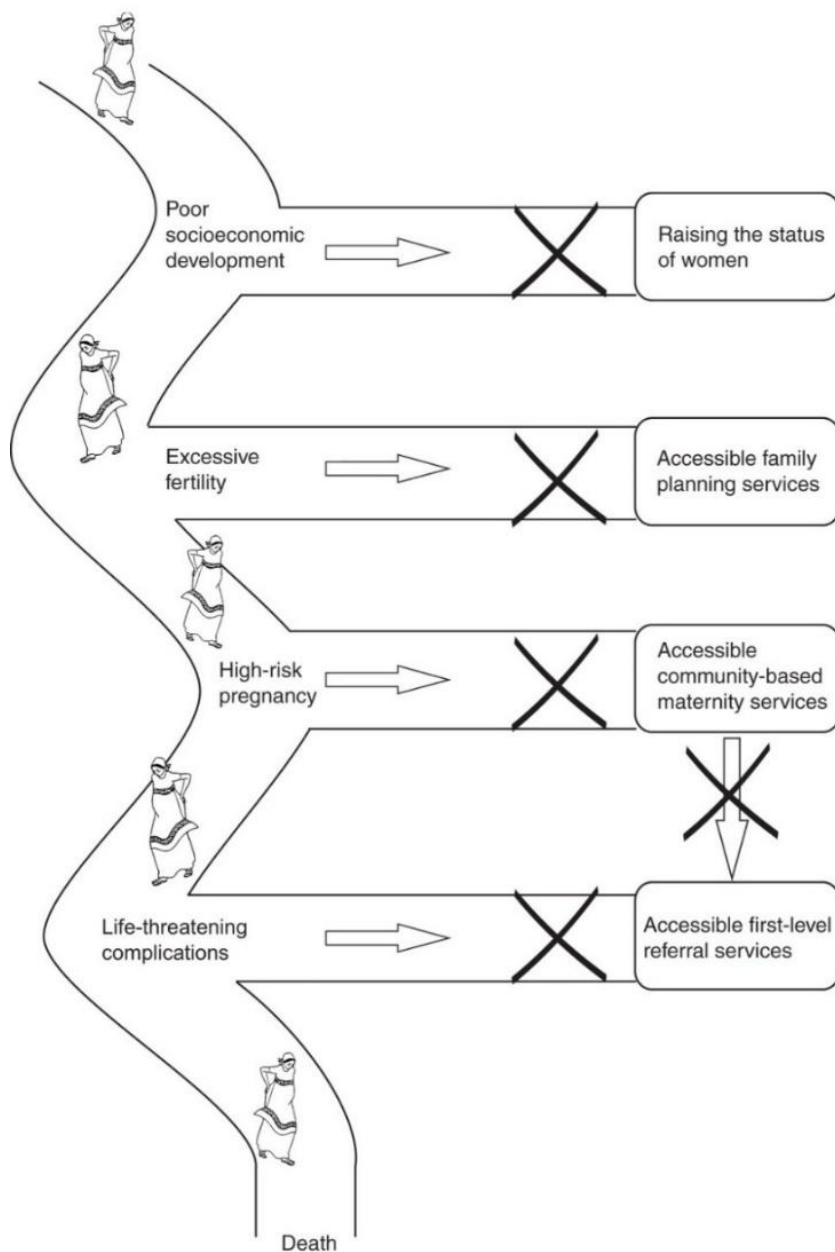 Poor
socioeconomic
development
Raising the status
of women
Excessive
fertility
Accessible family
planning services
High-risk
pregnancy
Accessible
community-based
maternity services
Life-threatening
complications
Accessible first-level
referral services
Death